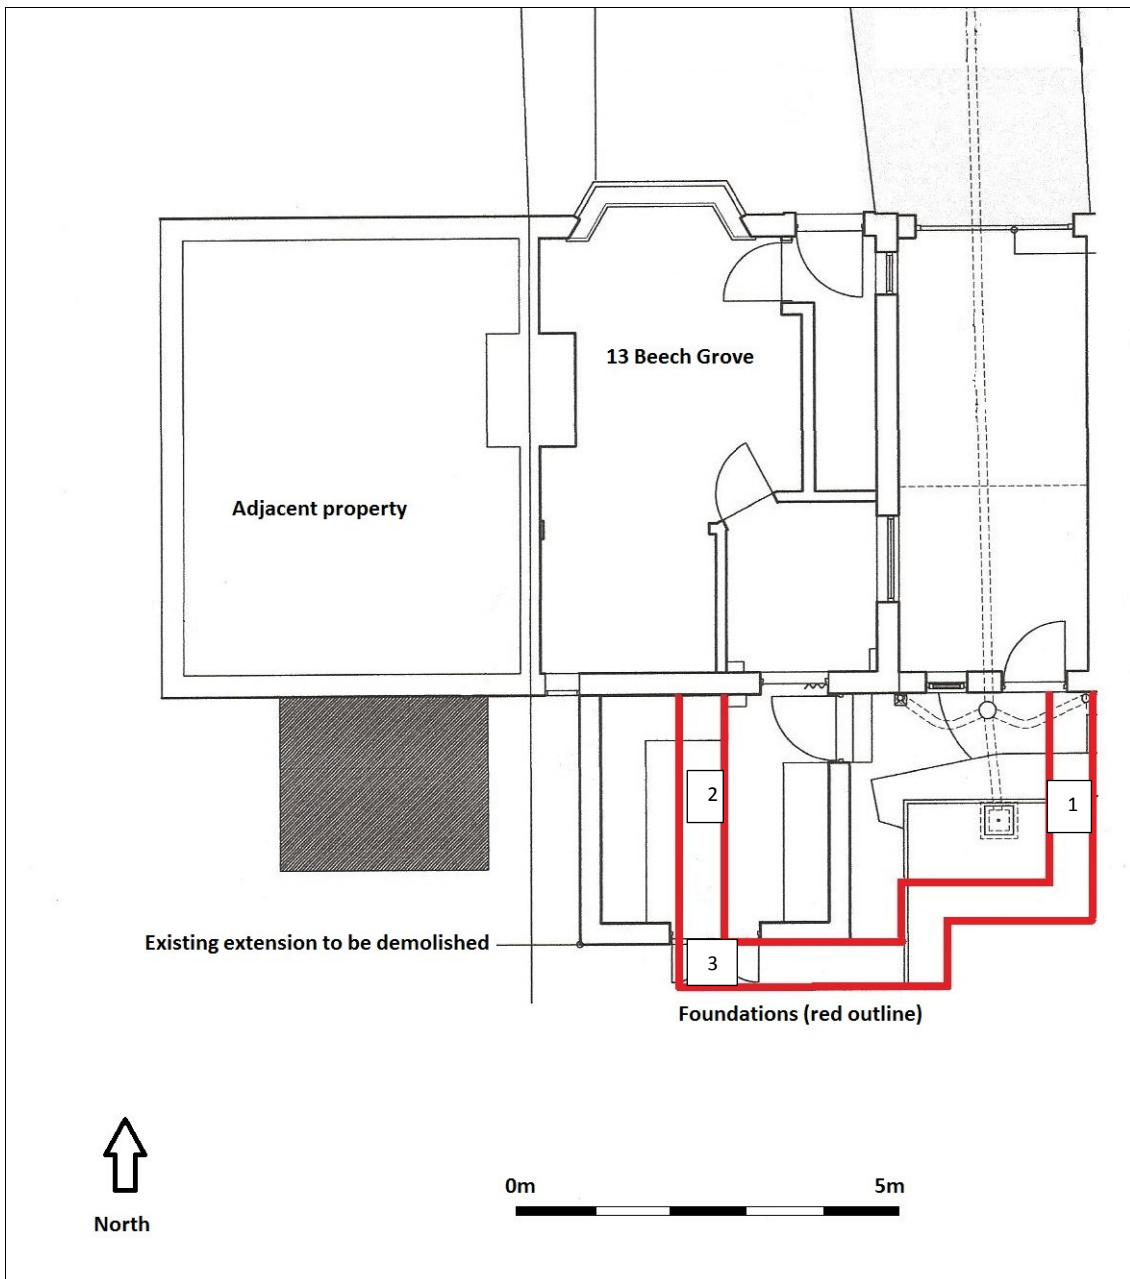 13 Beech Grove
Adjacent property
2
1
Existing extension to be demolished
3
Foundations (red outline)
North
0m
5m